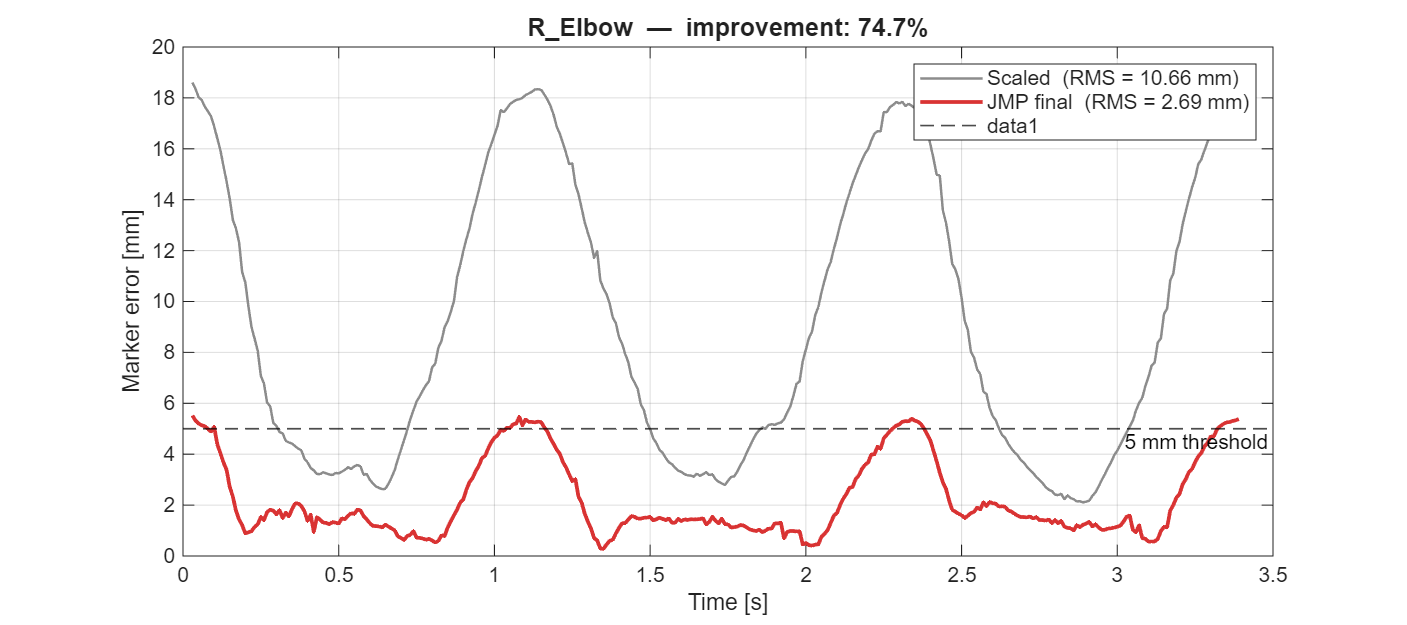 R_Elbow — improvement: 74.7%
Marker error [mm]
20
18
16
14
12
10
8
6
4
2
0
Scaled (RMS = 10.66 mm)
JMP final (RMS = 2.69 mm)
data1
5 mm threshold
0
0.5
1
1.5
2
2.5
3
3.5
Time [s]